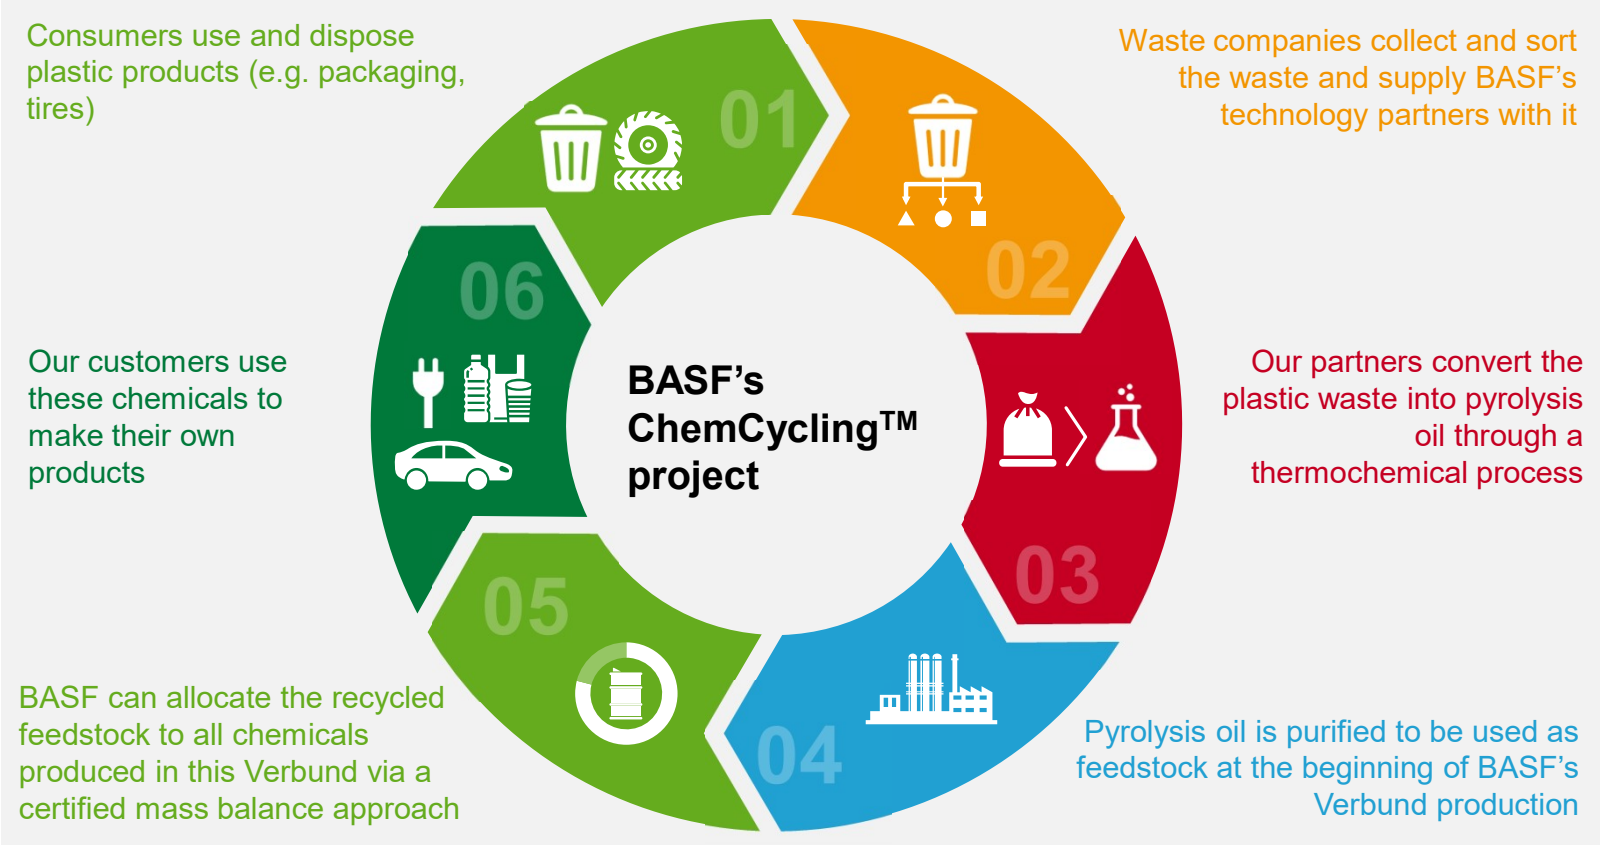 Consumers use and dispose
plastic products (e.g. packaging,
tires)
01
Waste companies collect and sort
the waste and supply BASF’s
technology partners with it
02
Our partners convert the
plastic waste into pyrolysis
oil through a
thermochemical process
03
Pyrolysis oil is purified to be used as
feedstock at the beginning of BASF’s
Verbund production
04
BASF can allocate the recycled
feedstock to all chemicals
produced in this Verbund via a
certified mass balance approach
05
Our customers use
these chemicals to
make their own
products
06
BASF’s
ChemCycling™
project